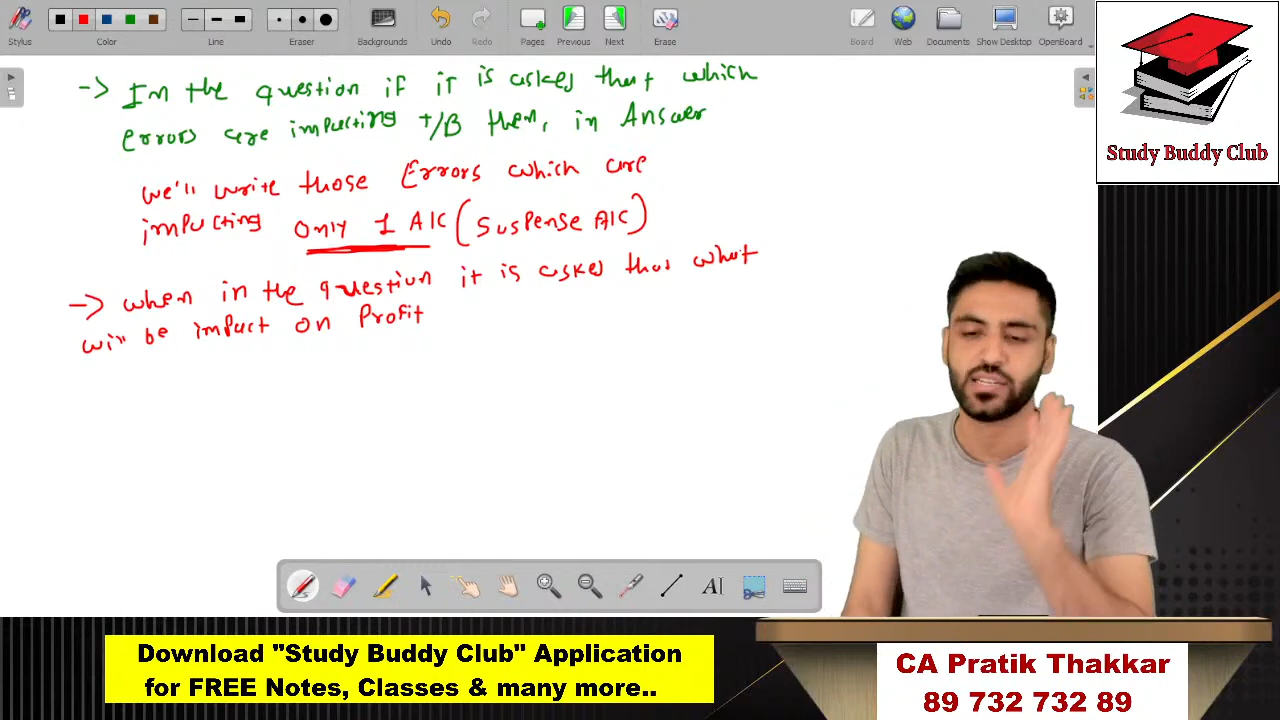 Stylus
Color
Line
Eraser
Backgrounds
Undo
Redo
Pages
Previous
Next
Erase
Board
Web
Documents
Show Desktop
OpenBoard
Study Buddy Club
-> In the question if it is askes that which
errors are impacting T/B then, in Answer
we'll write those Errors which are
impacting only 1 A/C (Suspense A/C)
-> when in the question it is askes that what
will be impact on Profit
Download "Study Buddy Club" Application
for FREE Notes, Classes & many more..
CA Pratik Thakkar
89 732 732 89